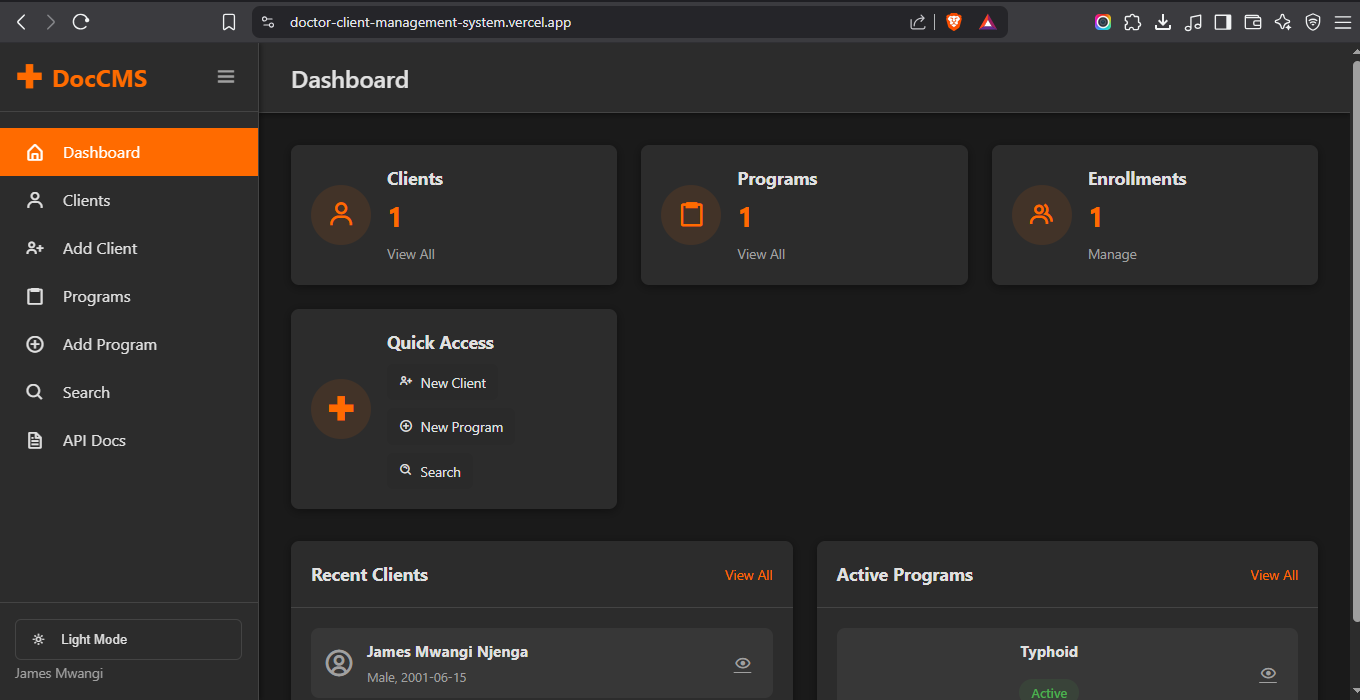 doctor-client-management-system.vercel.app
DocCMS
Dashboard
Clients
Add Client
Programs
Add Program
Search
API Docs
Light Mode
James Mwangi
Dashboard
Clients
1
View All
Programs
1
View All
Enrollments
1
Manage
Quick Access
New Client
New Program
Search
Recent Clients
View All
James Mwangi Njenga
Male, 2001-06-15
Active Programs
View All
Typhoid
Active